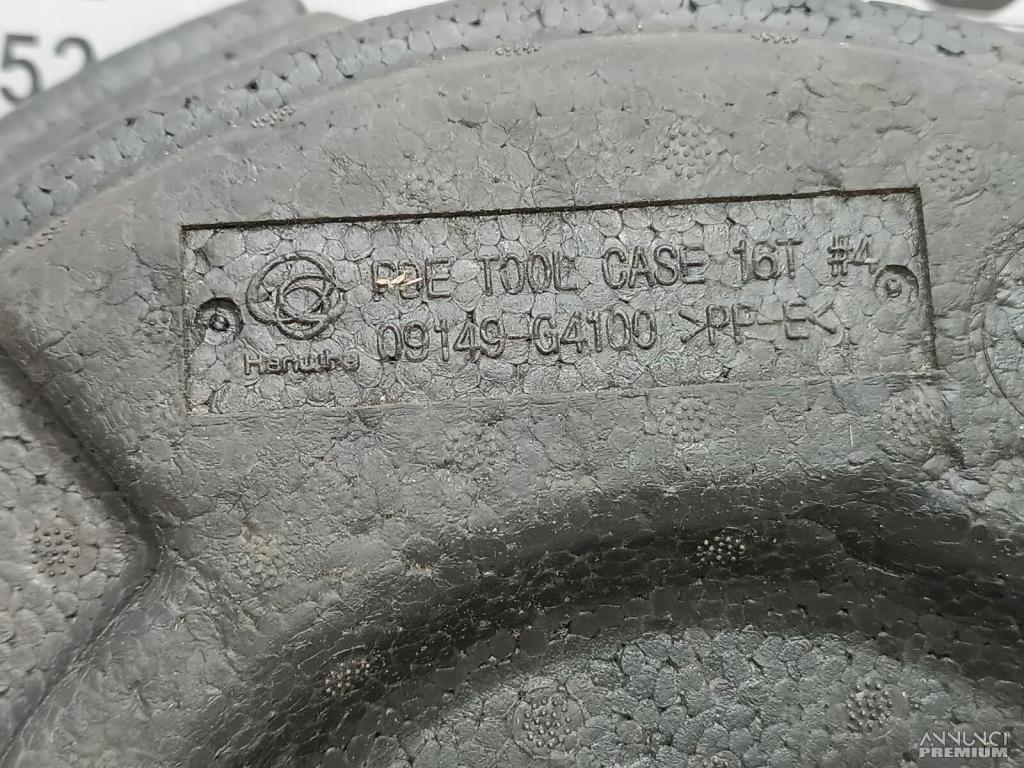 52
PDE TOOL CASE 16T #4
09149-G4100 >PP-E<
Hanwha
ANNUNCI
PREMIUM